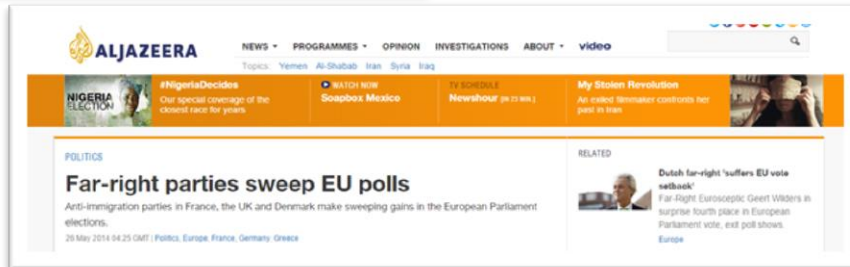 ALJAZEERA
NEWS PROGRAMMES OPINION INVESTIGATIONS ABOUT video
Topics: Yemen Al-Shabab Iran Syria Iraq
NIGERIA
ELECTION
#NigeriaDecides
Our special coverage of the
closest race for years
WATCH NOW
Soapbox Mexico
TV SCHEDULE
Newshour [IN 23 MIN.]
My Stolen Revolution
An exiled filmmaker confronts her
past in Iran
POLITICS
Far-right parties sweep EU polls
Anti-immigration parties in France, the UK and Denmark make sweeping gains in the European Parliament
elections.
26 May 2014 04:25 GMT | Politics, Europe, France, Germany, Greece
RELATED
Dutch far-right 'suffers EU vote
setback'
Far-Right Eurosceptic Geert Wilders in
surprise fourth place in European
Parliament vote, exit poll shows.
Europe